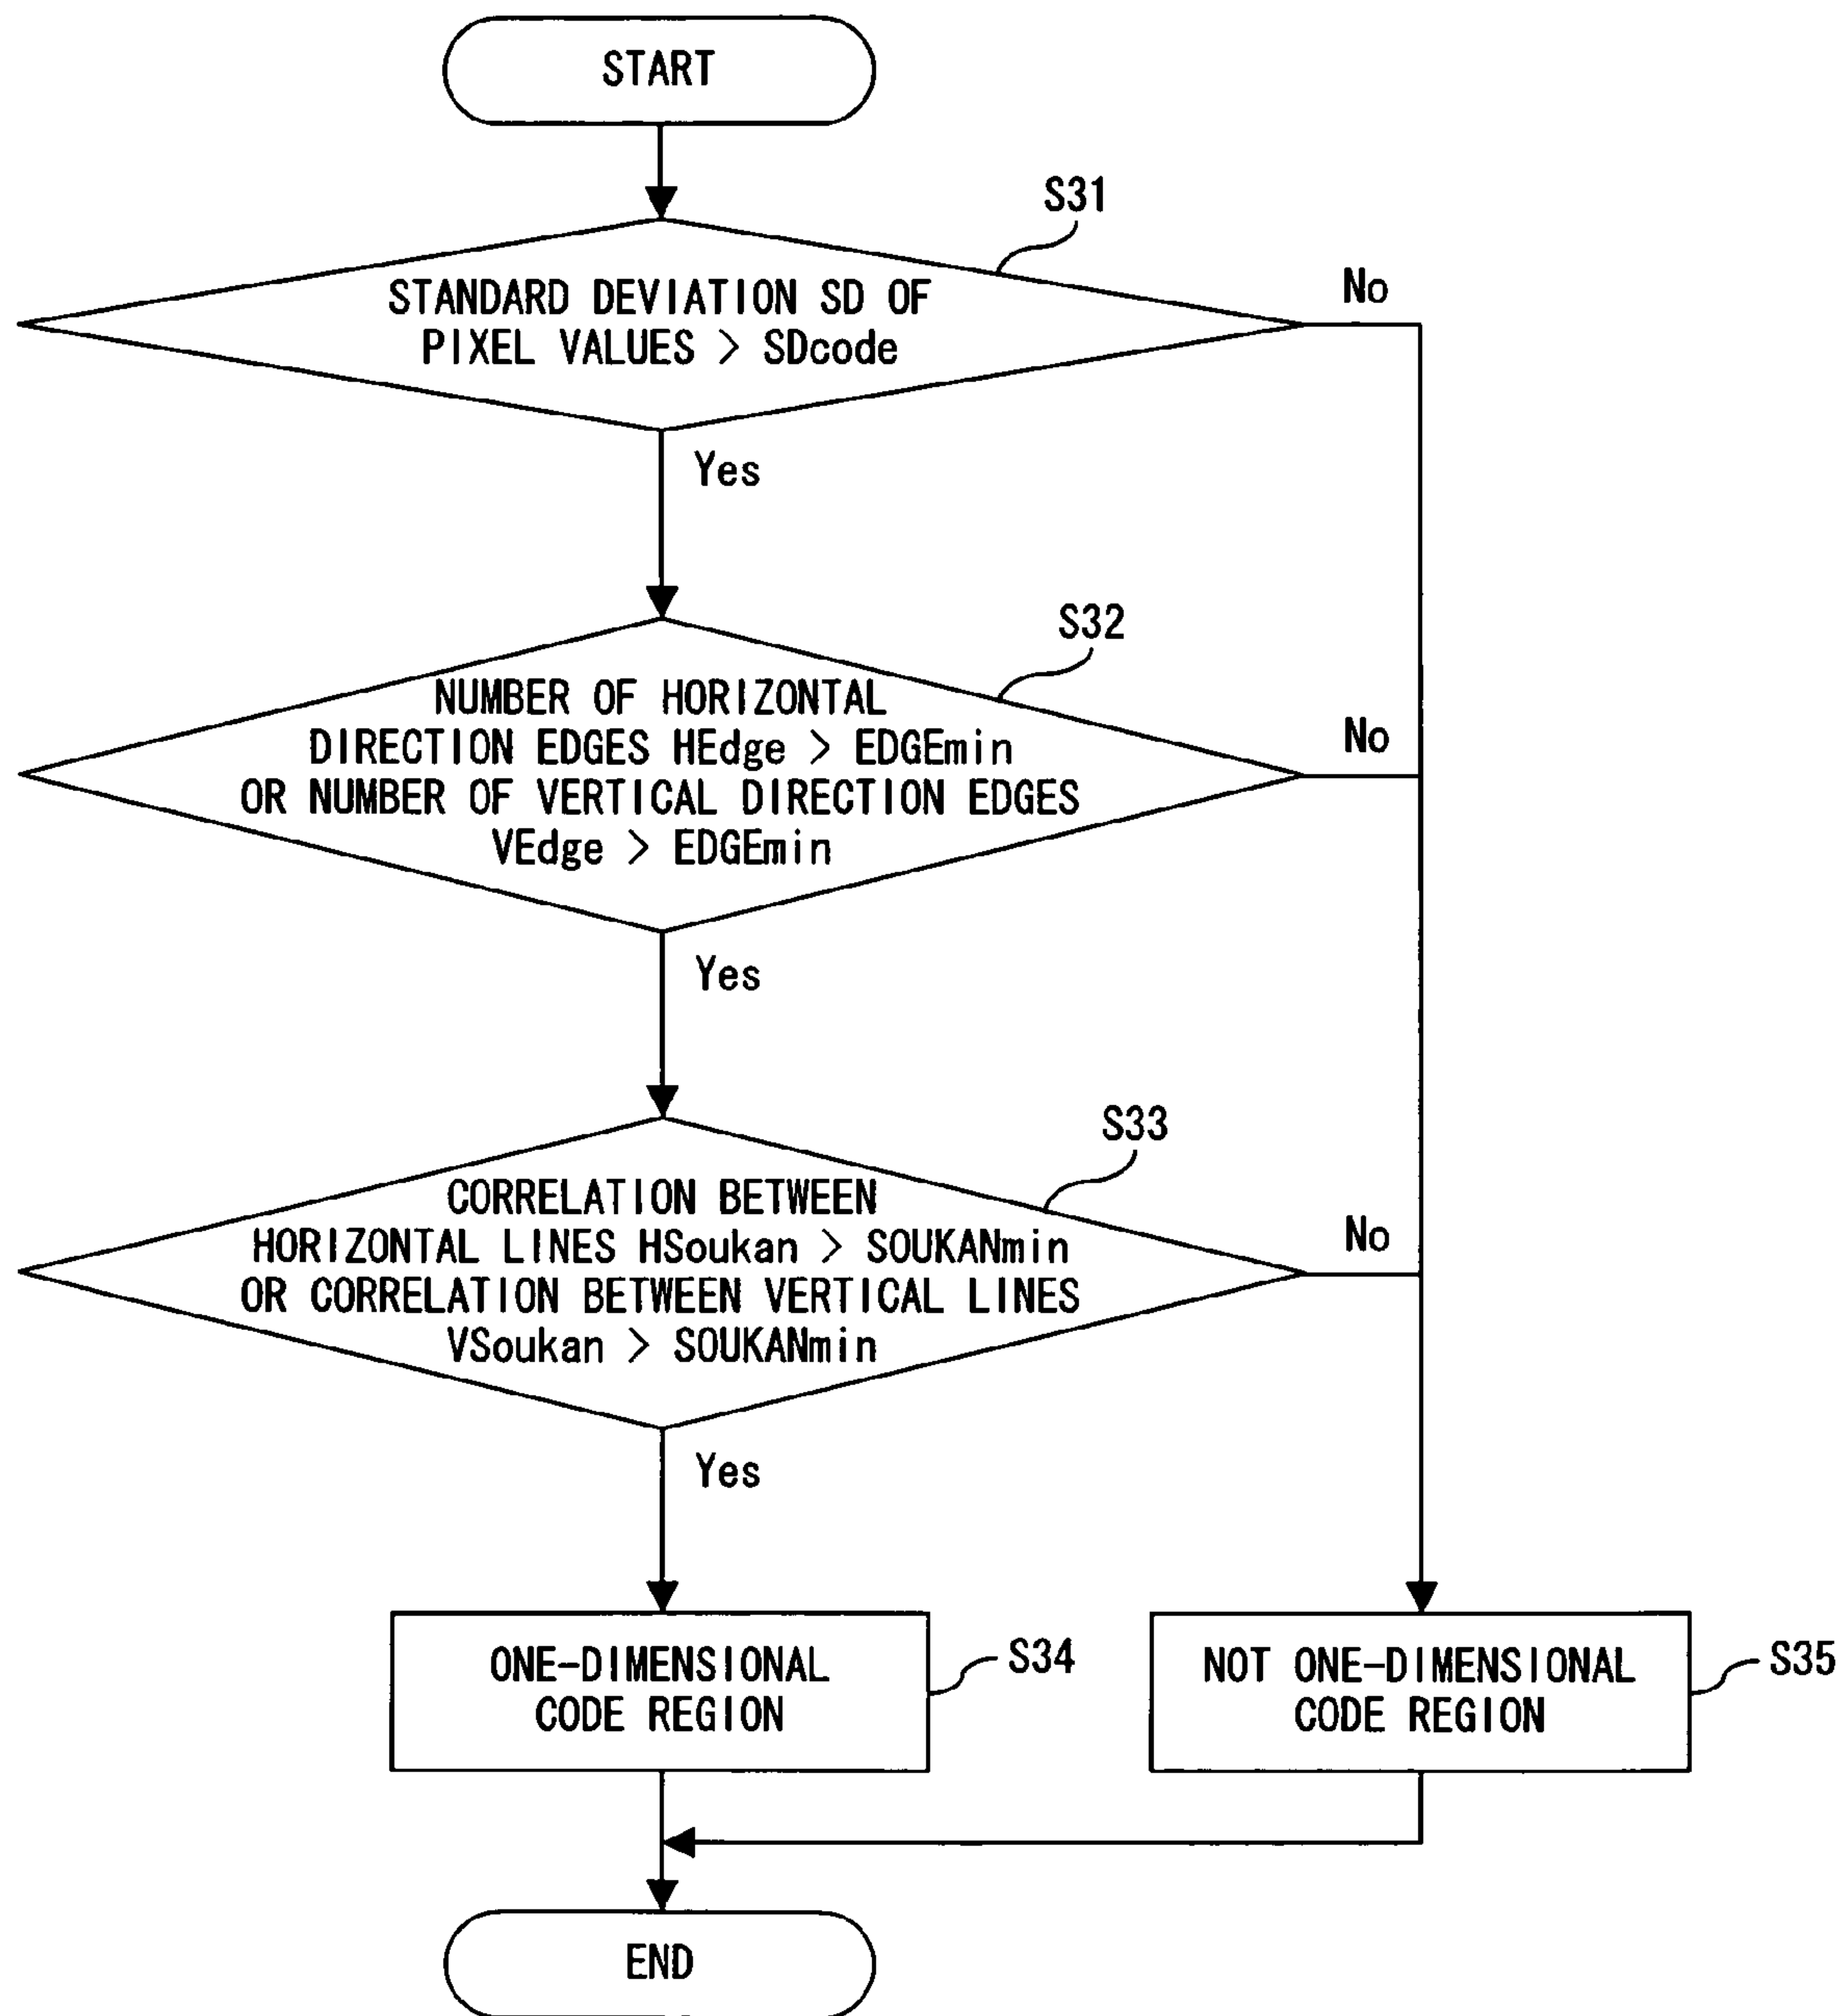 START
S31
STANDARD DEVIATION SD OF
PIXEL VALUES > SDcode
No
Yes
S32
NUMBER OF HORIZONTAL
DIRECTION EDGES HEdge > EDGEmin
OR NUMBER OF VERTICAL DIRECTION EDGES
VEdge > EDGEmin
No
Yes
S33
CORRELATION BETWEEN
HORIZONTAL LINES HSoukan > SOUKANmin
OR CORRELATION BETWEEN VERTICAL LINES
VSoukan > SOUKANmin
No
Yes
ONE-DIMENSIONAL
CODE REGION
S34
NOT ONE-DIMENSIONAL
CODE REGION
S35
END